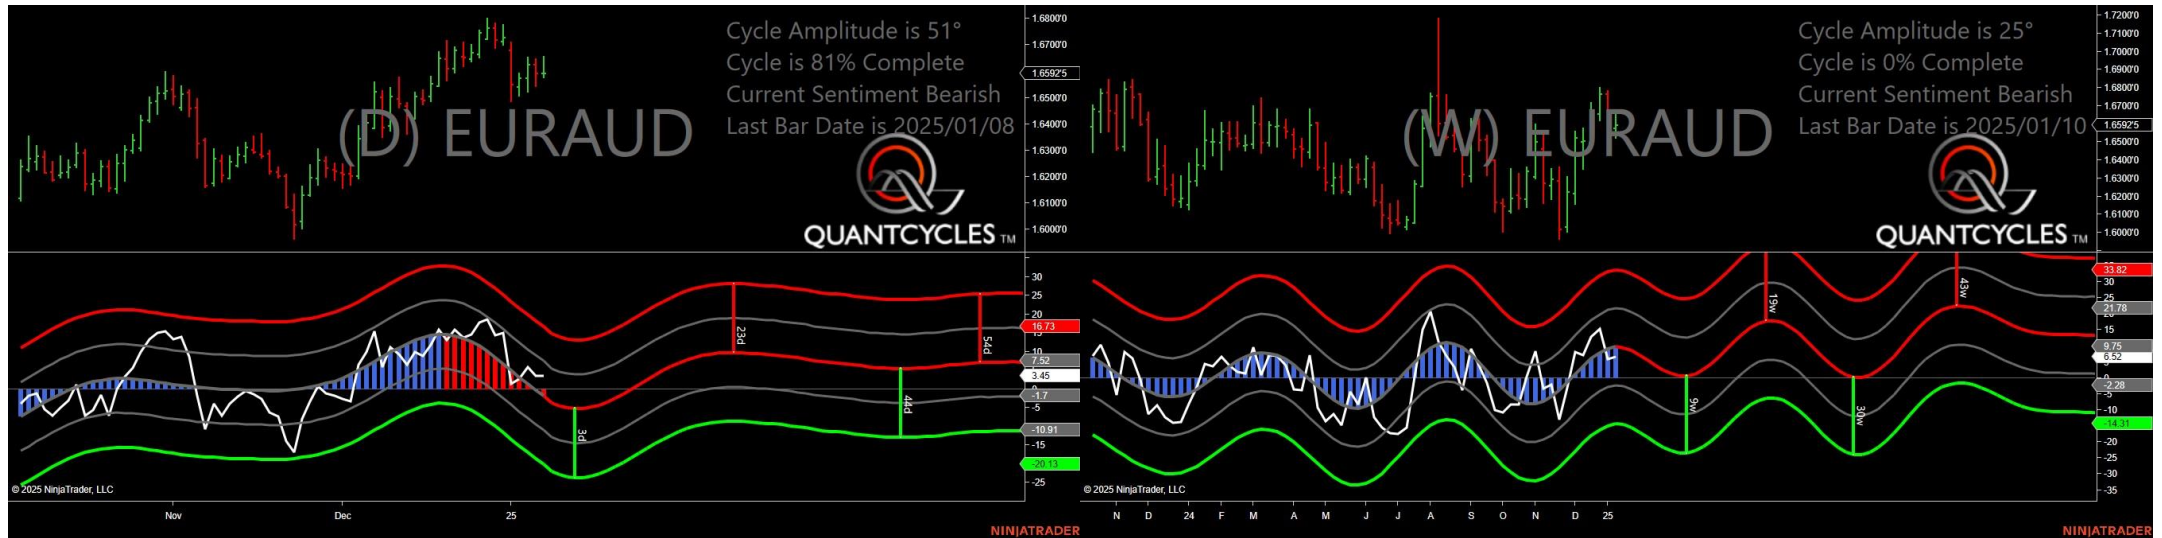 Cycle Amplitude is 51°
Cycle is 81% Complete
Current Sentiment Bearish
Last Bar Date is 2025/01/08
(D) EURAUD
QUANTCYCLES TM
1.6800'0
1.6700'0
1.6592'5
1.6500'0
1.6400'0
1.6300'0
1.6200'0
1.6100'0
1.6000'0
30
25
20
16.73
10
7.52
3.45
-1.7
-5
-10.91
-15
-20.13
-25
23d
54d
3d
44d
© 2025 NinjaTrader, LLC
Nov
Dec
25
NINJATRADER
Cycle Amplitude is 25°
Cycle is 0% Complete
Current Sentiment Bearish
Last Bar Date is 2025/01/10
(W) EURAUD
QUANTCYCLES TM
1.7200'0
1.7100'0
1.7000'0
1.6900'0
1.6800'0
1.6700'0
1.6592'5
1.6500'0
1.6400'0
1.6300'0
1.6200'0
1.6100'0
1.6000'0
33.82
30
25
21.78
20
15
9.75
6.52
0
-2.28
-5
-10
-14.31
-20
-25
-30
-35
19w
43w
9w
30w
© 2025 NinjaTrader, LLC
N
D
24
F
M
A
M
J
J
A
S
O
N
D
25
NINJATRADER